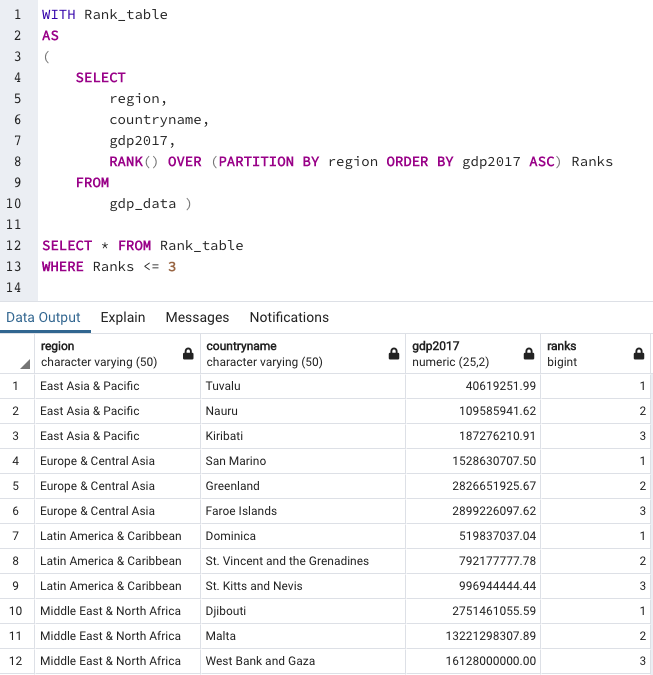 1 WITH Rank_table
2 AS
3 (
4 SELECT
5 region,
6 countryname,
7 gdp2017,
8 RANK() OVER (PARTITION BY region ORDER BY gdp2017 ASC) Ranks
9 FROM
10 gdp_data )
11
12 SELECT * FROM Rank_table
13 WHERE Ranks <= 3
14
Data Output Explain Messages Notifications
region countryname gdp2017 ranks
character varying (50) character varying (50) numeric (25,2) bigint
1 East Asia & Pacific Tuvalu 40619251.99 1
2 East Asia & Pacific Nauru 109585941.62 2
3 East Asia & Pacific Kiribati 187276210.91 3
4 Europe & Central Asia San Marino 1528630707.50 1
5 Europe & Central Asia Greenland 2826651925.67 2
6 Europe & Central Asia Faroe Islands 2899226097.62 3
7 Latin America & Caribbean Dominica 519837037.04 1
8 Latin America & Caribbean St. Vincent and the Grenadines 792177777.78 2
9 Latin America & Caribbean St. Kitts and Nevis 996944444.44 3
10 Middle East & North Africa Djibouti 2751461055.59 1
11 Middle East & North Africa Malta 13221298307.89 2
12 Middle East & North Africa West Bank and Gaza 16128000000.00 3